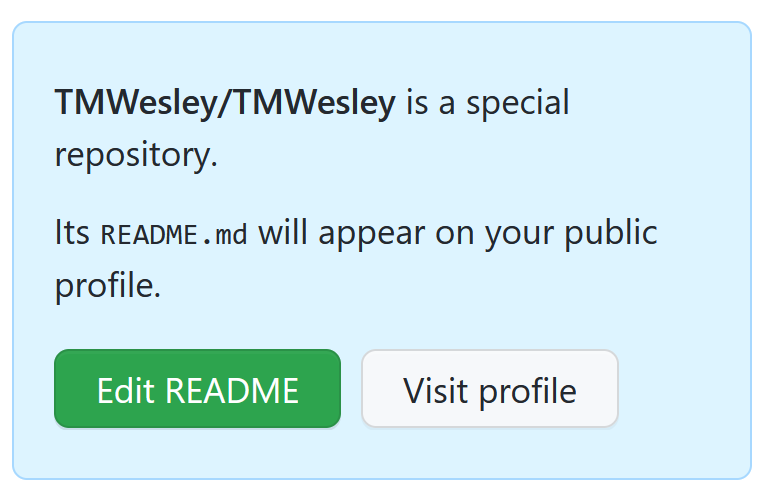 TMWesley/TMWesley is a special
repository.
Its README.md will appear on your public
profile.
Edit README
Visit profile